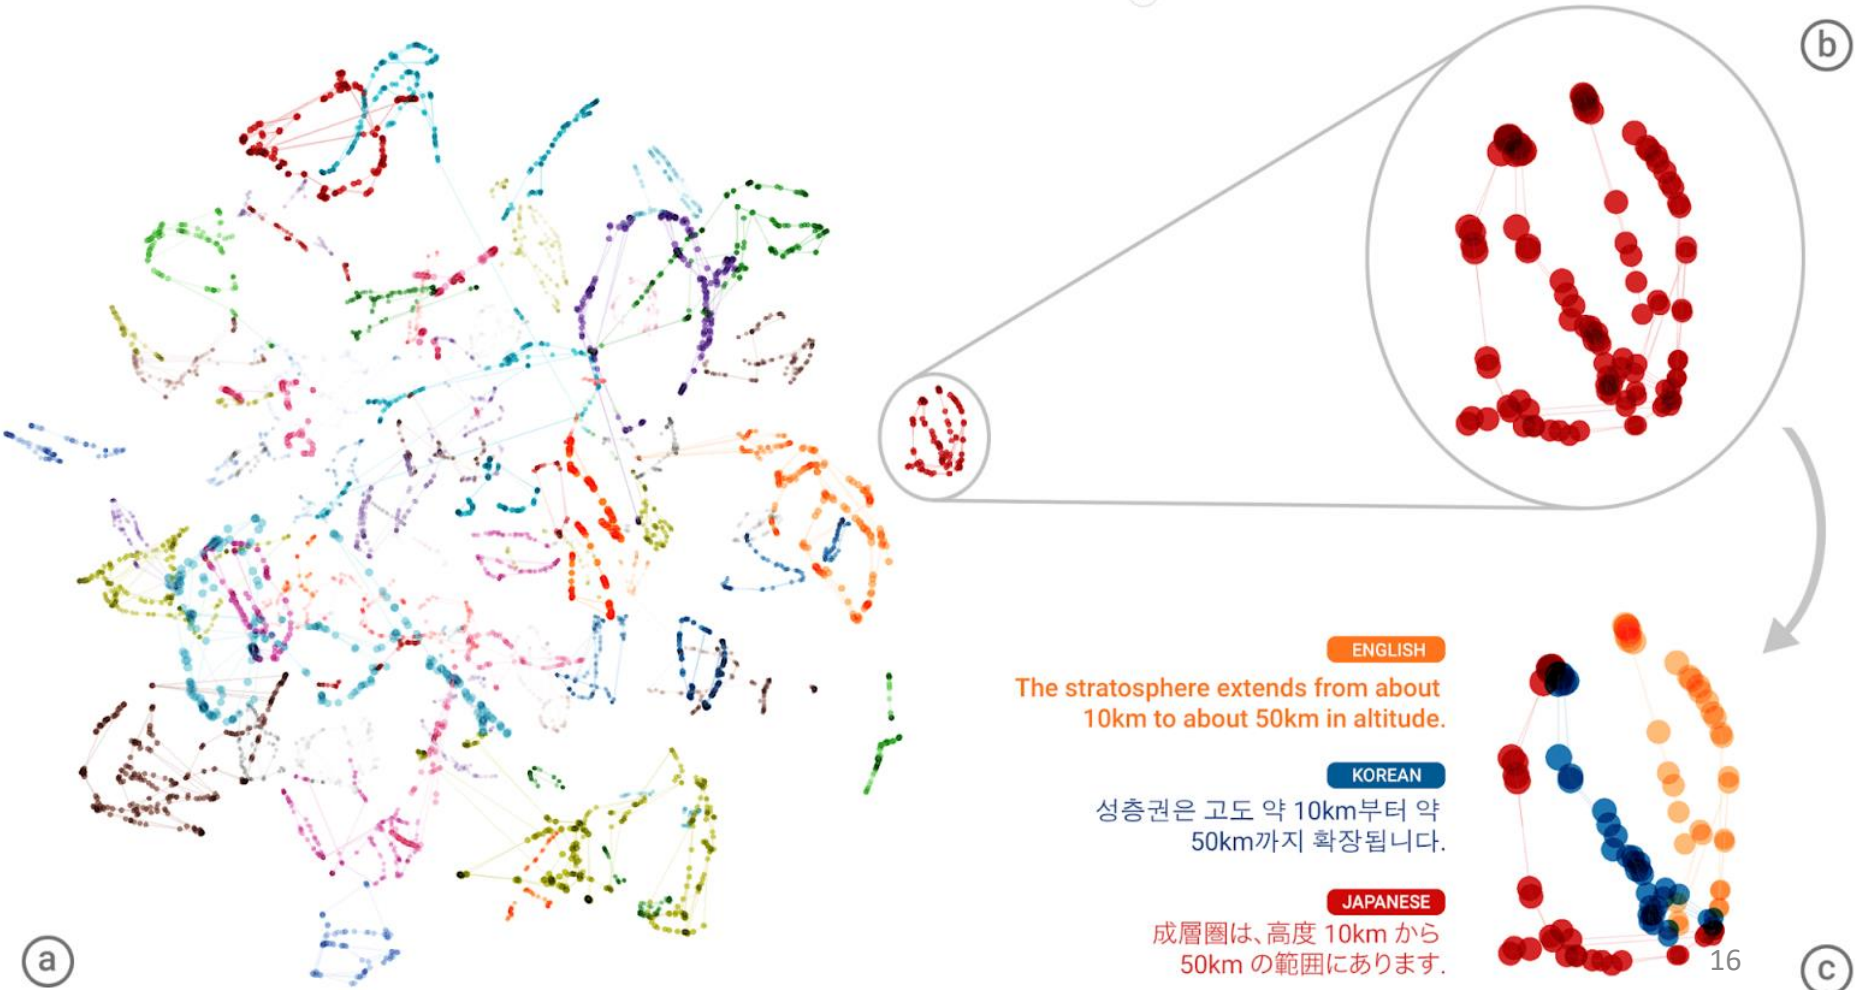 b
ENGLISH
The stratosphere extends from about
10km to about 50km in altitude.
KOREAN
성층권은 고도 약 10km부터 약
50km까지 확장됩니다.
JAPANESE
成層圏は、高度 10km から
50km の範囲にあります.
a
16
c